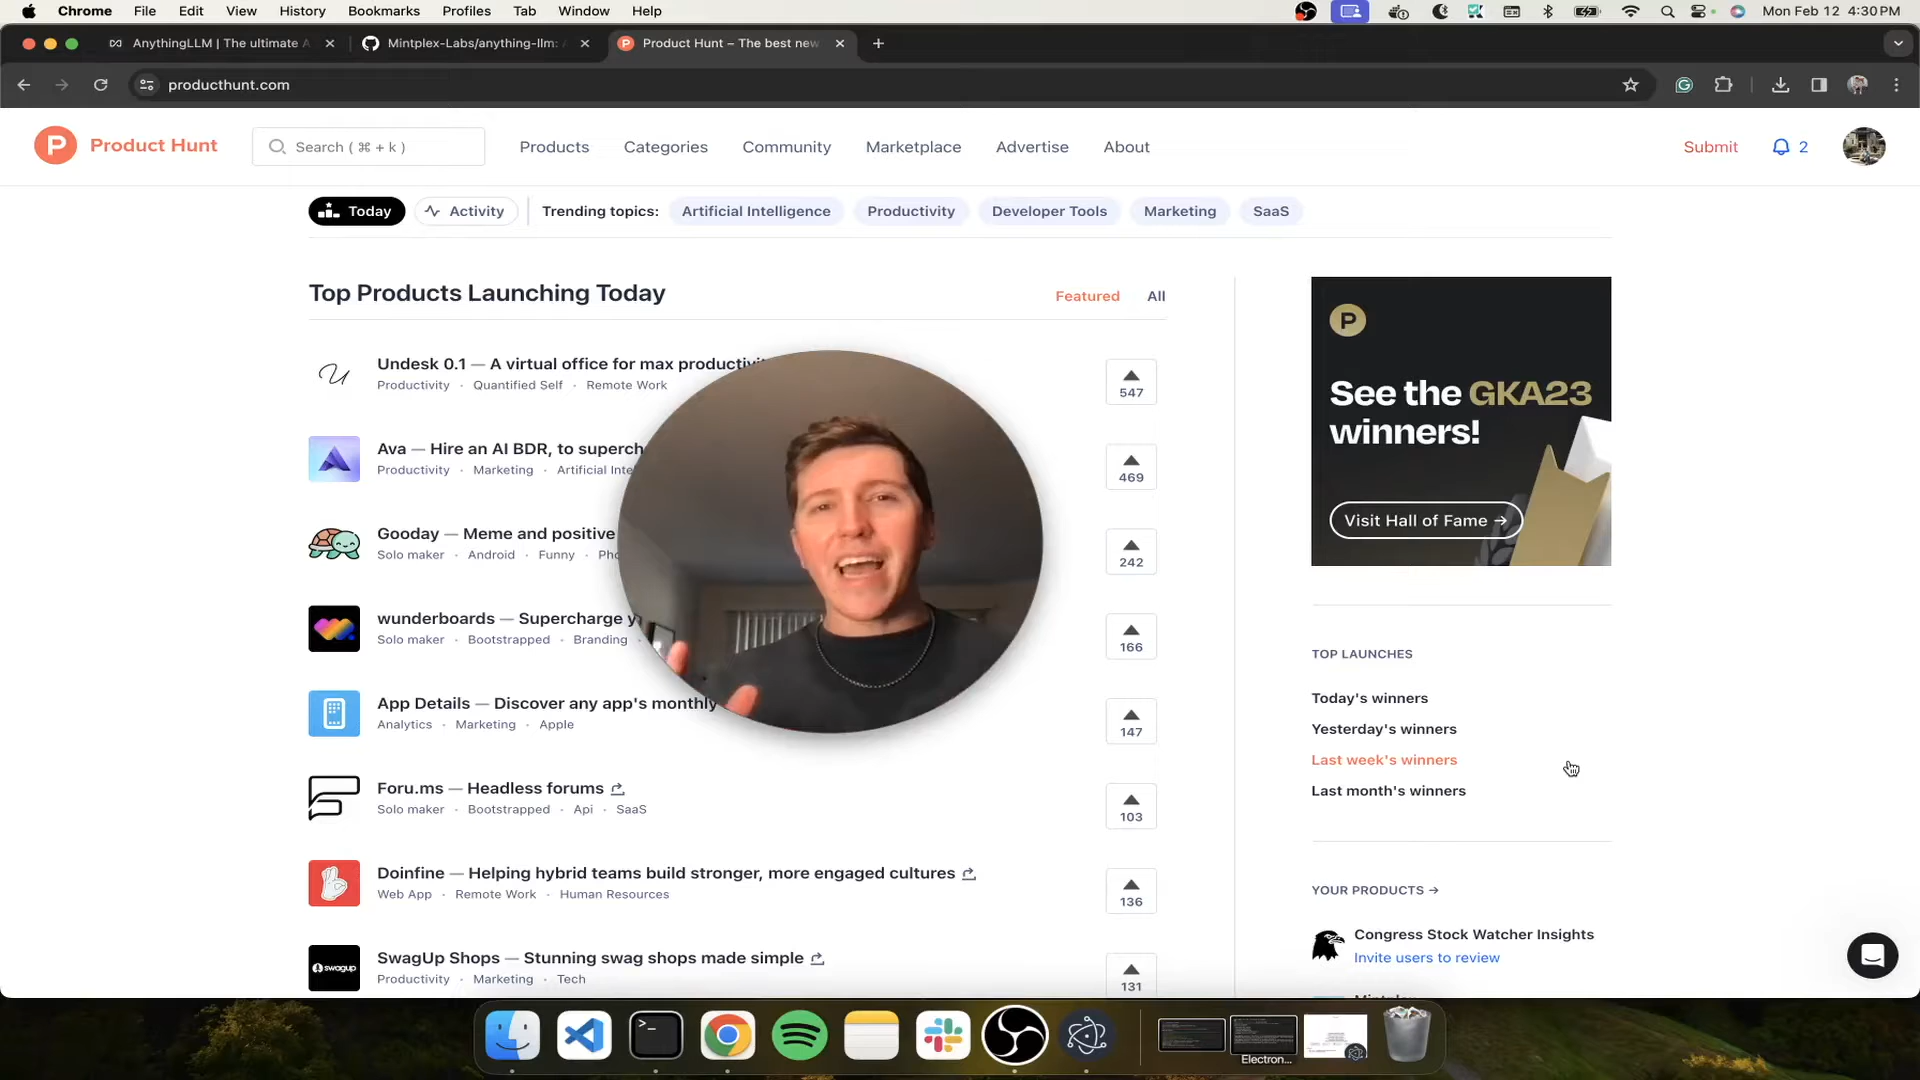 Chrome File Edit View History Bookmarks Profiles Tab Window Help
Mon Feb 12 4:30 PM
AnythingLLM | The ultimate A
Mintplex-Labs/anything-llm:
Product Hunt – The best new
producthunt.com
P
Product Hunt
Search ( ⌘ + k )
Products Categories Community Marketplace Advertise About
Submit
2
Today Activity
Trending topics:
Artificial Intelligence
Productivity
Developer Tools
Marketing
SaaS
Top Products Launching Today
Featured All
Undesk 0.1 — A virtual office for max productivi
Productivity · Quantified Self · Remote Work
547
Ava — Hire an AI BDR, to superch
Productivity · Marketing · Artificial Inte
469
Gooday — Meme and positive
Solo maker · Android · Funny · Pho
242
wunderboards — Supercharge y
Solo maker · Bootstrapped · Branding ·
166
App Details — Discover any app's monthly
Analytics · Marketing · Apple
147
Foru.ms — Headless forums
Solo maker · Bootstrapped · Api · SaaS
103
Doinfine — Helping hybrid teams build stronger, more engaged cultures
Web App · Remote Work · Human Resources
136
swagup
SwagUp Shops — Stunning swag shops made simple
Productivity · Marketing · Tech
131
P
See the GKA23
winners!
Visit Hall of Fame →
TOP LAUNCHES
Today's winners
Yesterday's winners
Last week's winners
Last month's winners
YOUR PRODUCTS →
Congress Stock Watcher Insights
Invite users to review
Electron...